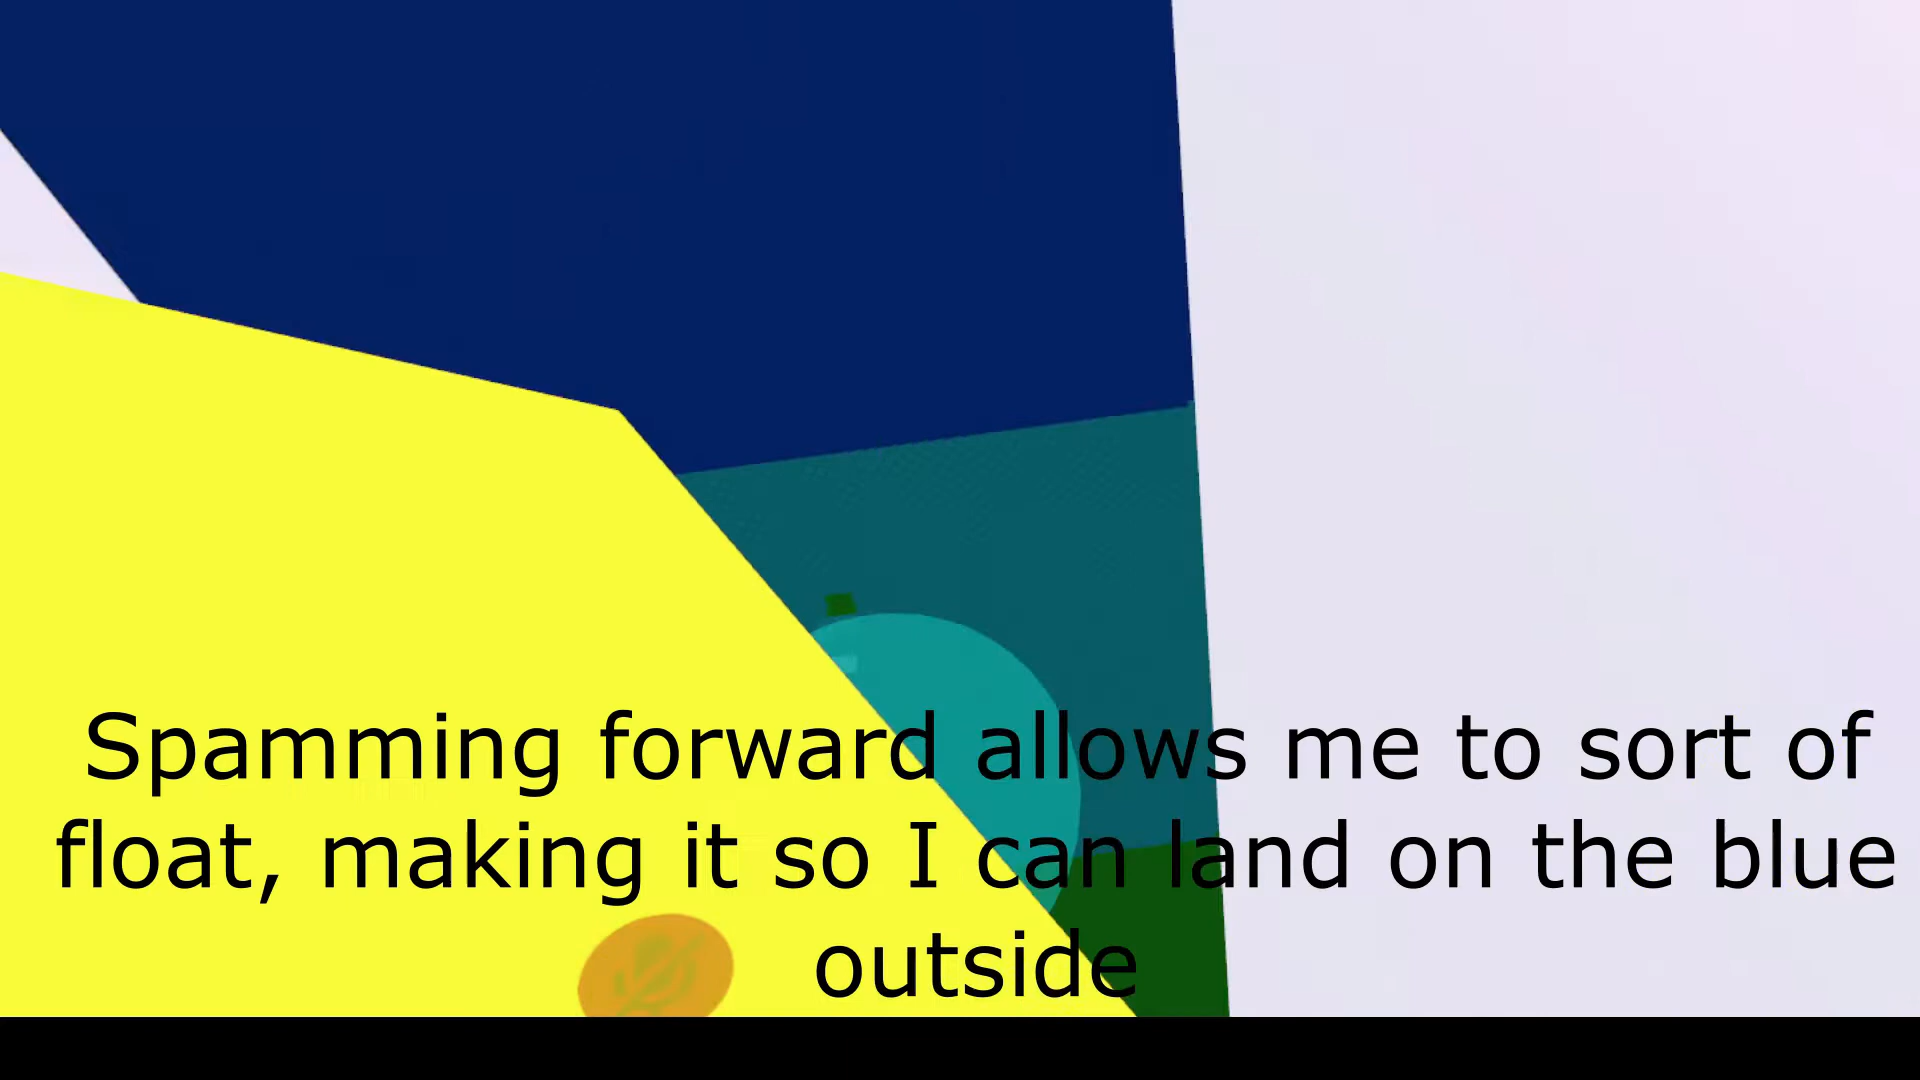 Spamming forward allows me to sort of
float, making it so I can land on the blue
outside